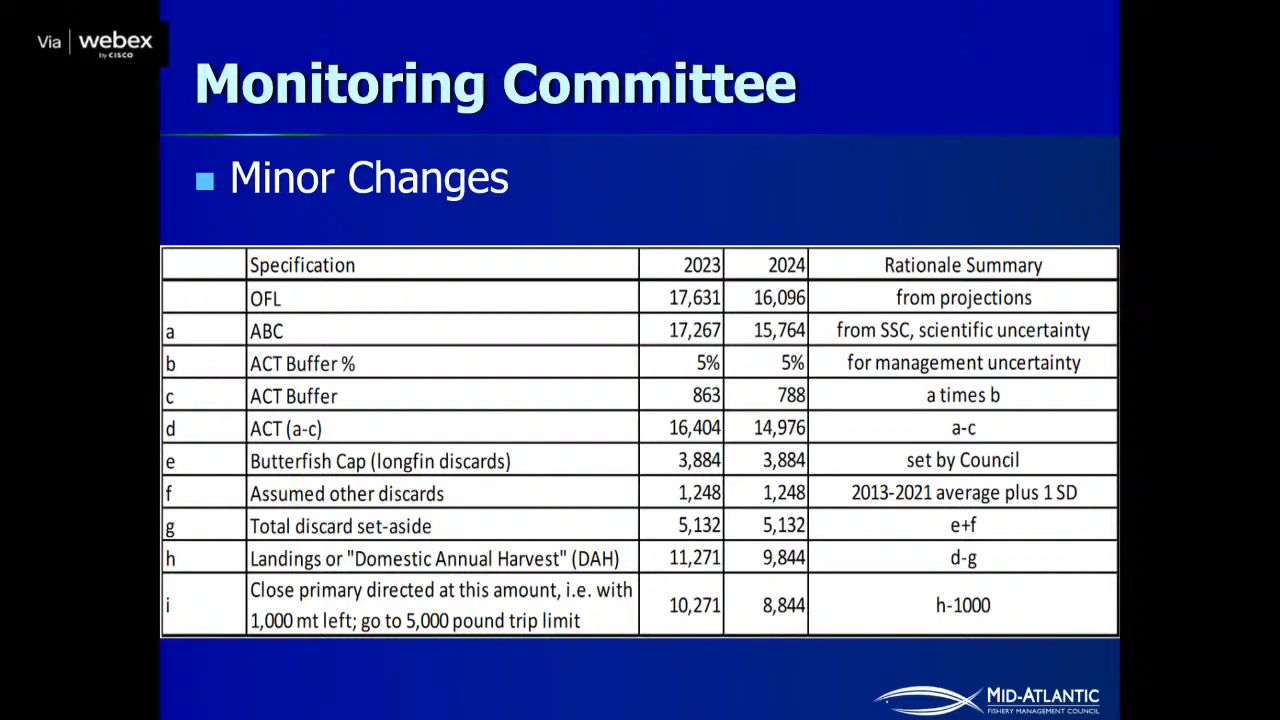 Via | webex
by CISCO
Monitoring Committee
Minor Changes
Specification 2023 2024 Rationale Summary
OFL 17,631 16,096 from projections
a ABC 17,267 15,764 from SSC, scientific uncertainty
b ACT Buffer % 5% 5% for management uncertainty
c ACT Buffer 863 788 a times b
d ACT (a-c) 16,404 14,976 a-c
e Butterfish Cap (longfin discards) 3,884 3,884 set by Council
f Assumed other discards 1,248 1,248 2013-2021 average plus 1 SD
g Total discard set-aside 5,132 5,132 e+f
h Landings or "Domestic Annual Harvest" (DAH) 11,271 9,844 d-g
i Close primary directed at this amount, i.e. with
1,000 mt left; go to 5,000 pound trip limit 10,271 8,844 h-1000
MID-ATLANTIC
FISHERY MANAGEMENT COUNCIL